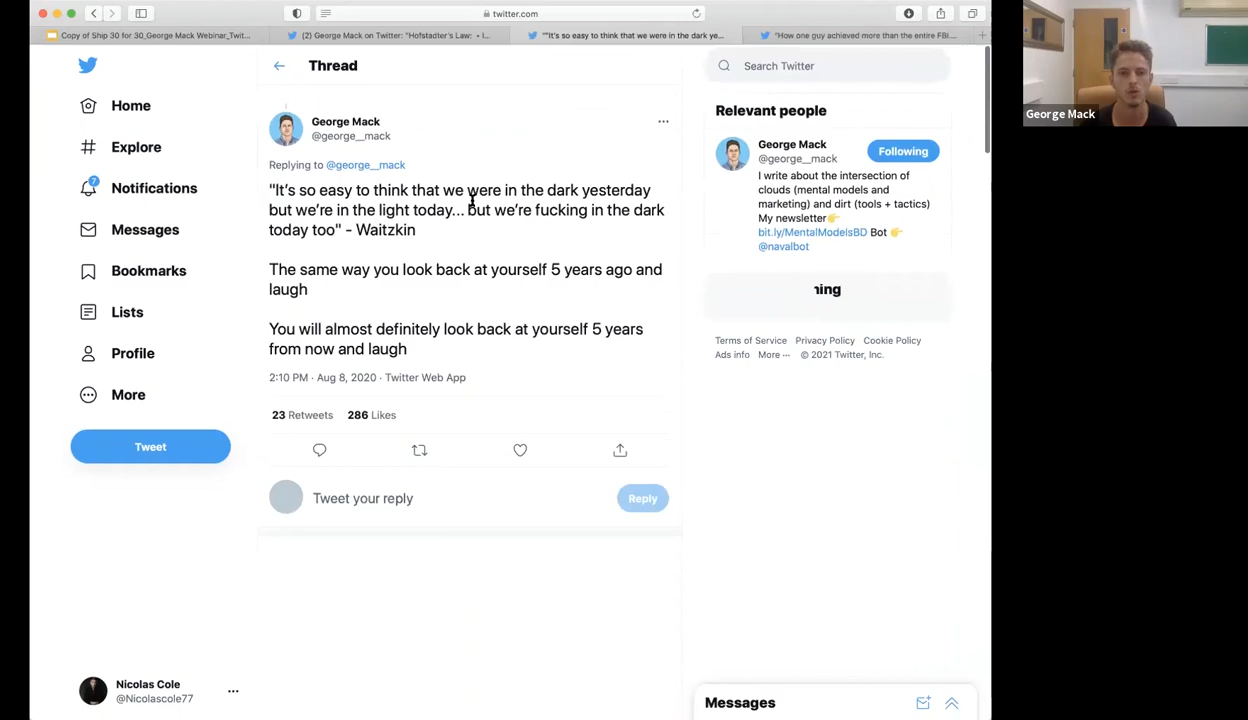 twitter.com
Copy of Ship 30 for 30_George Mack Webinar_Twit...
(2) George Mack on Twitter: "Hofstadter's Law: • I...
"It's so easy to think that we were in the dark ye...
"How one guy achieved more than the entire FBI...
George Mack
Home
Explore
7
Notifications
Messages
Bookmarks
Lists
Profile
More
Tweet
Nicolas Cole
@Nicolascole77
Thread
George Mack
@george__mack
Replying to @george__mack
"It's so easy to think that we were in the dark yesterday
but we're in the light today... but we're fucking in the dark
today too" - Waitzkin
The same way you look back at yourself 5 years ago and
laugh
You will almost definitely look back at yourself 5 years
from now and laugh
2:10 PM · Aug 8, 2020 · Twitter Web App
23 Retweets 286 Likes
Tweet your reply
Reply
Search Twitter
Relevant people
George Mack
@george__mack
Following
I write about the intersection of
clouds (mental models and
marketing) and dirt (tools + tactics)
My newsletter👉
bit.ly/MentalModelsBD Bot 👉
@navalbot
Terms of Service Privacy Policy Cookie Policy
Ads info More ··· © 2021 Twitter, Inc.
Messages